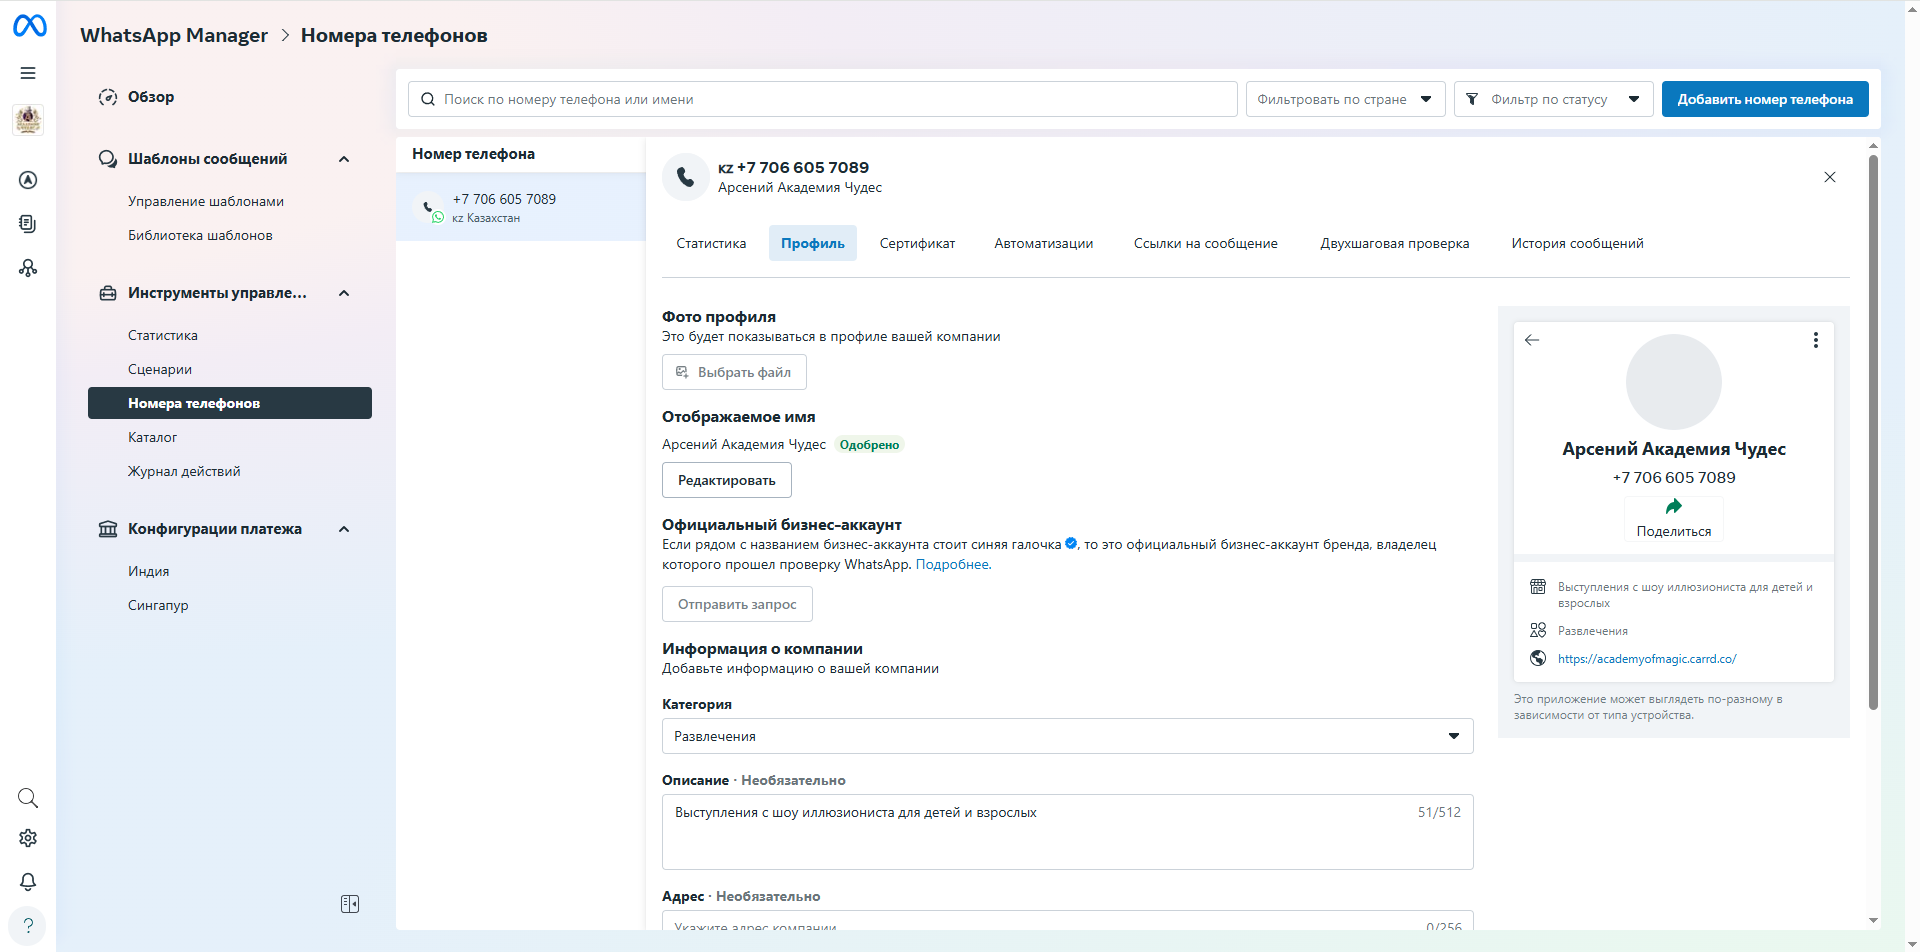 WhatsApp Manager > Номера телефонов
Обзор
Шаблоны сообщений
Управление шаблонами
Библиотека шаблонов
Инструменты управле...
Статистика
Сценарии
Номера телефонов
Каталог
Журнал действий
Конфигурации платежа
Индия
Сингапур
?
Поиск по номеру телефона или имени
Фильтровать по стране
Фильтр по статусу
Добавить номер телефона
Номер телефона
+7 706 605 7089
KZ Казахстан
KZ +7 706 605 7089
Арсений Академия Чудес
Статистика
Профиль
Сертификат
Автоматизации
Ссылки на сообщение
Двухшаговая проверка
История сообщений
Фото профиля
Это будет показываться в профиле вашей компании
Выбрать файл
Отображаемое имя
Арсений Академия Чудес Одобрено
Редактировать
Официальный бизнес-аккаунт
Если рядом с названием бизнес-аккаунта стоит синяя галочка , то это официальный бизнес-аккаунт бренда, владелец
которого прошел проверку WhatsApp. Подробнее.
Отправить запрос
Информация о компании
Добавьте информацию о вашей компании
Категория
Развлечения
Описание · Необязательно
Выступления с шоу иллюзиониста для детей и взрослых 51/512
Адрес · Необязательно
Укажите адрес компании 0/256
Арсений Академия Чудес
+7 706 605 7089
Поделиться
Выступления с шоу иллюзиониста для детей и
взрослых
Развлечения
https://academyofmagic.carrd.co/
Это приложение может выглядеть по-разному в
зависимости от типа устройства.